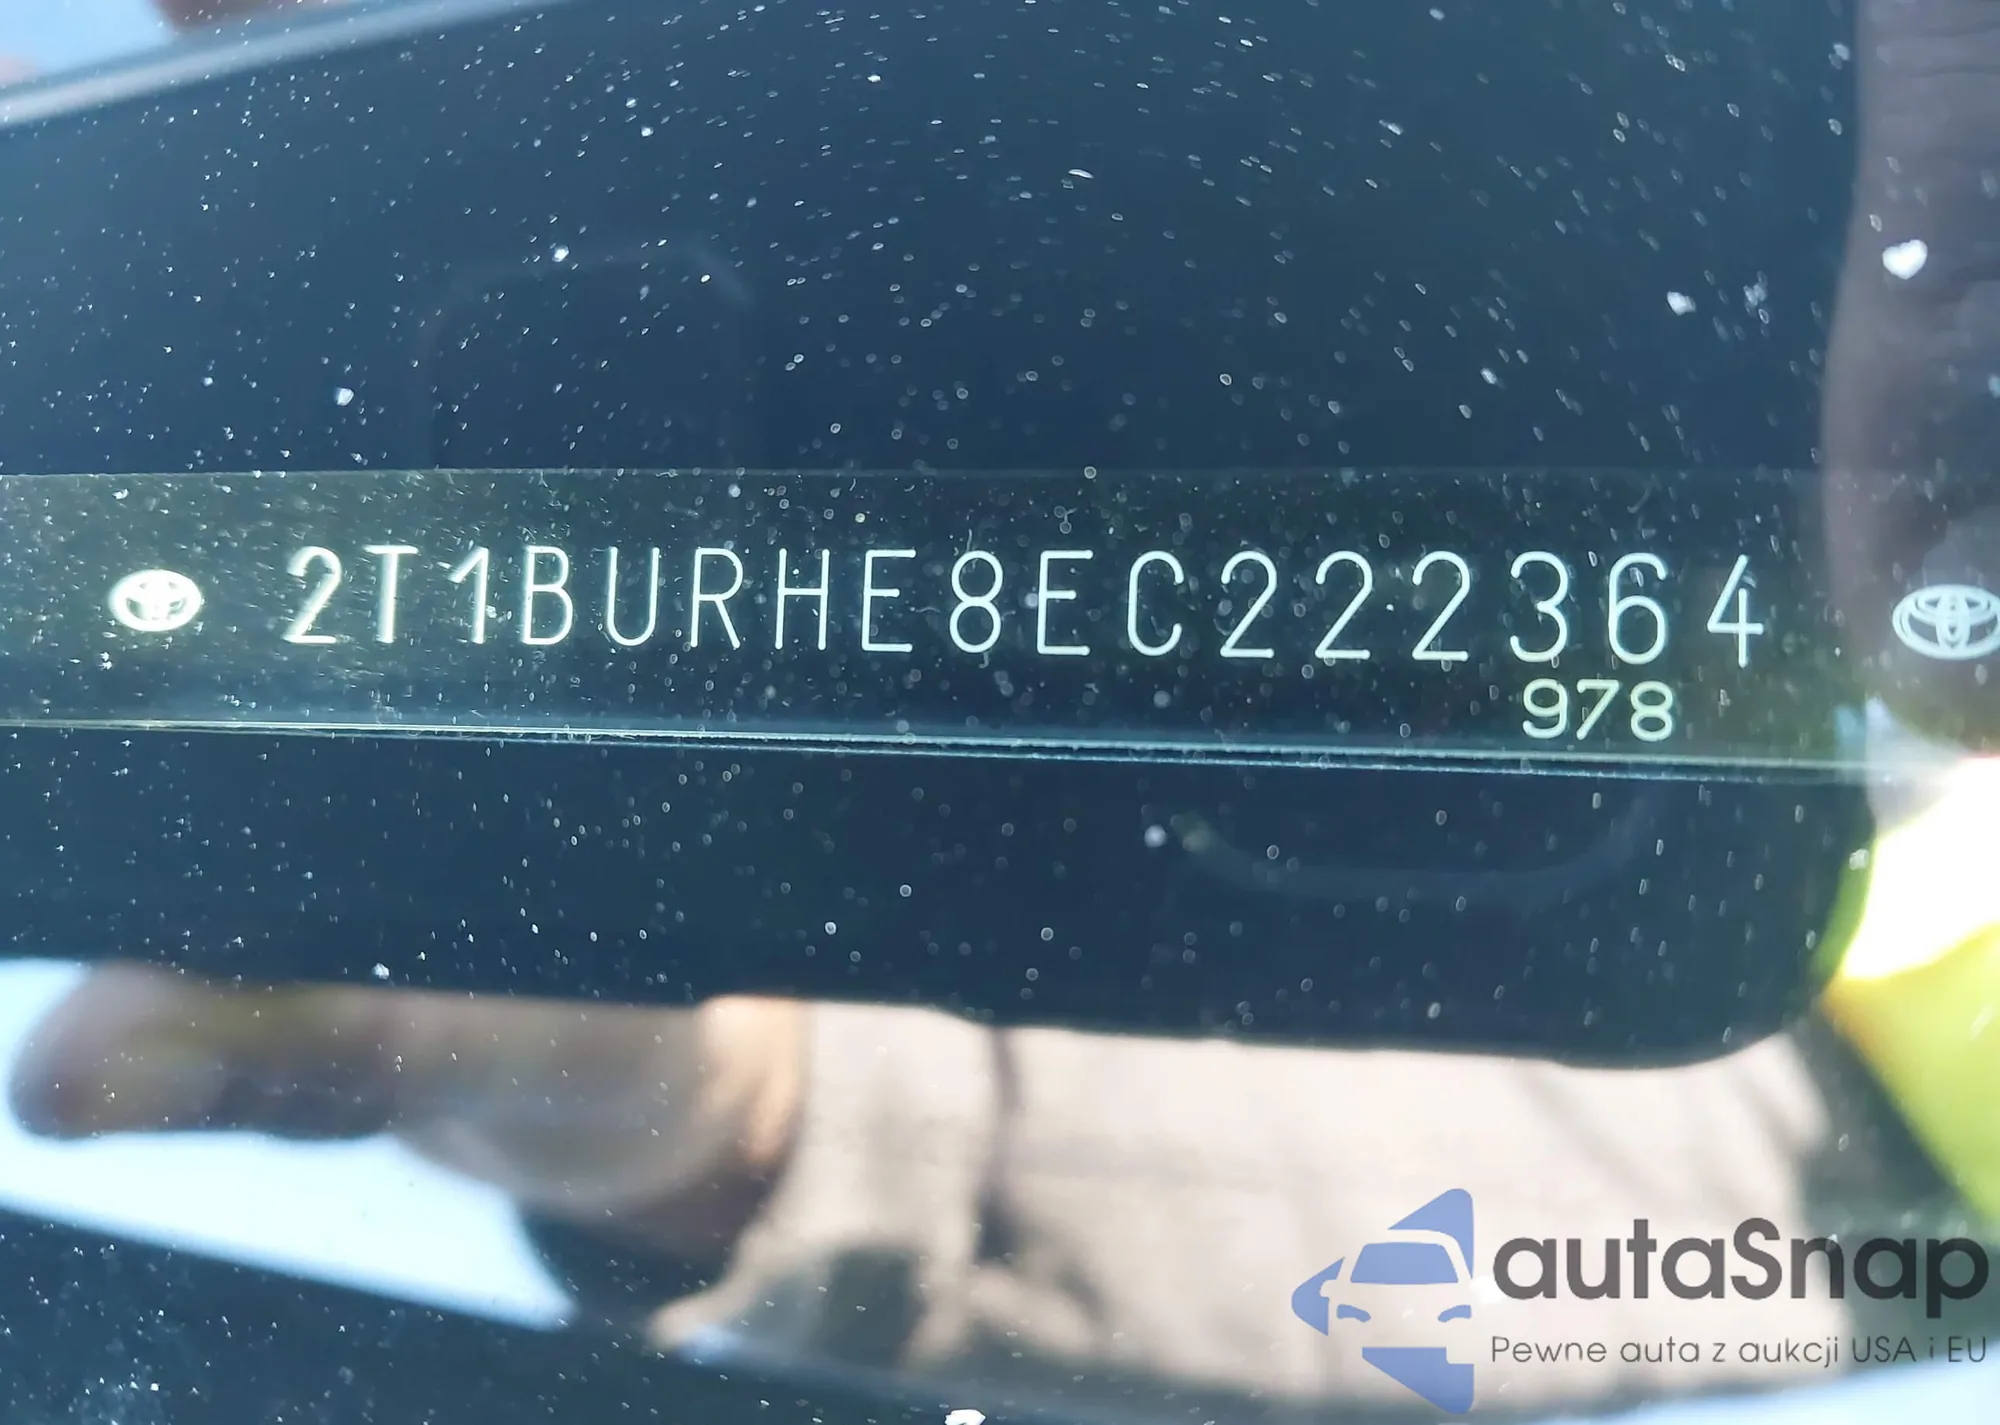 2T1BURHE8EC222364
978
autaSnap
Pewne auta z aukcji USA i EU